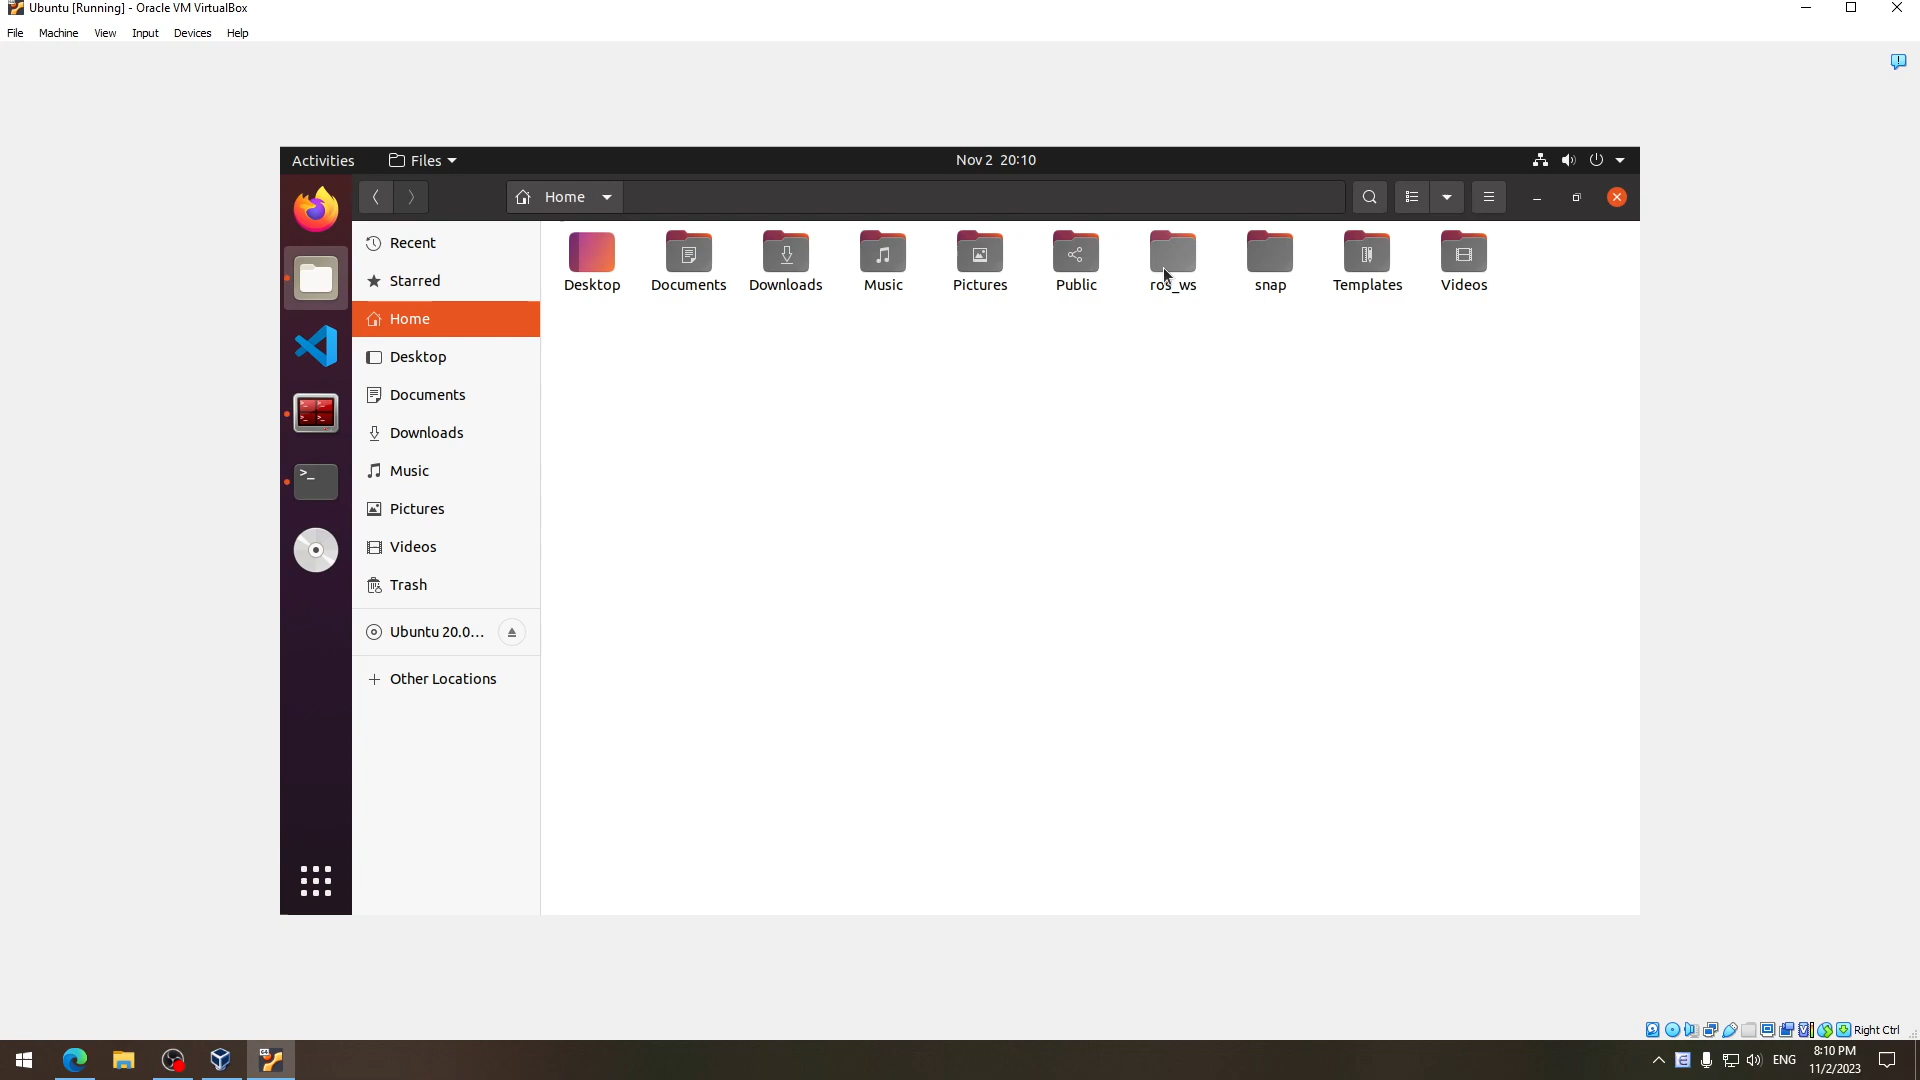 Ubuntu [Running] - Oracle VM VirtualBox
File Machine View Input Devices Help
Activities Files Nov 2 20:10
Home
Recent
Starred
Home
Desktop
Documents
Downloads
Music
Pictures
Videos
Trash
Ubuntu 20.0...
Other Locations
Desktop Documents Downloads Music Pictures Public ros_ws snap Templates Videos
Right Ctrl
ENG
8:10 PM
11/2/2023